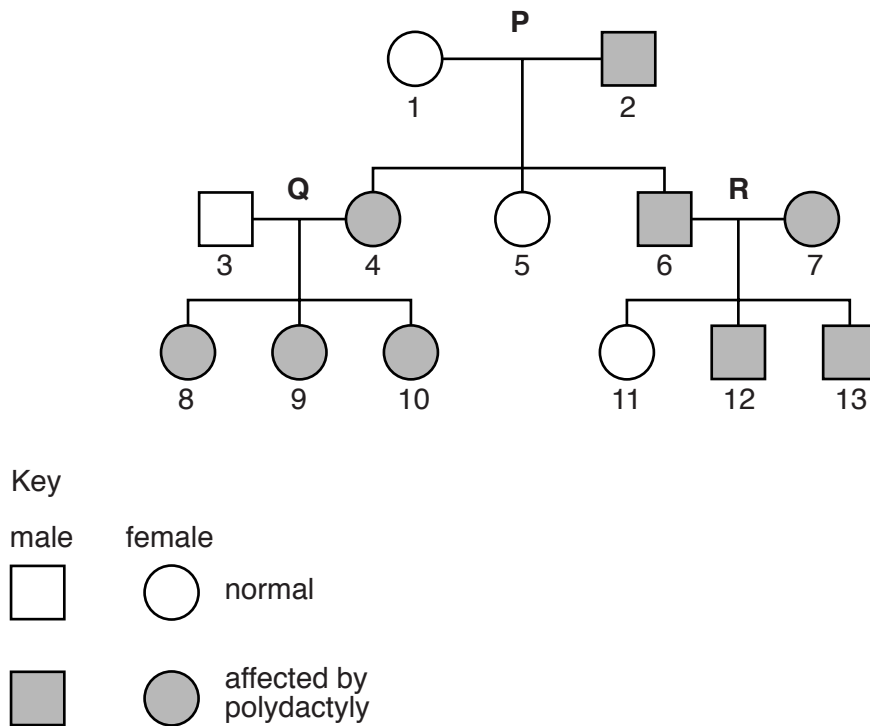 P
1 2
Q R
3 4 5 6 7
8 9 10 11 12 13
Key
male female
normal
affected by
polydactyly